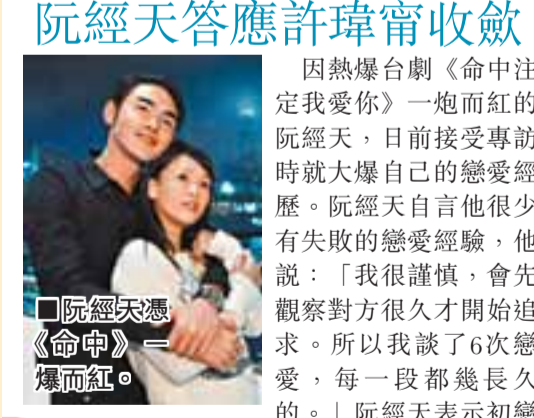 阮經天答應許瑋甯收斂
因熱爆台劇《命中注
定我愛你》一炮而紅的
阮經天，日前接受專訪
時就大爆自己的戀愛經
歷。阮經天自言他很少
有失敗的戀愛經驗，他
説：「我很謹慎，會先
觀察對方很久才開始追
求。所以我談了6次戀
愛，每一段都幾長久
的。」阮經天表示初戀
■阮經天憑
《命中》一
爆而紅。